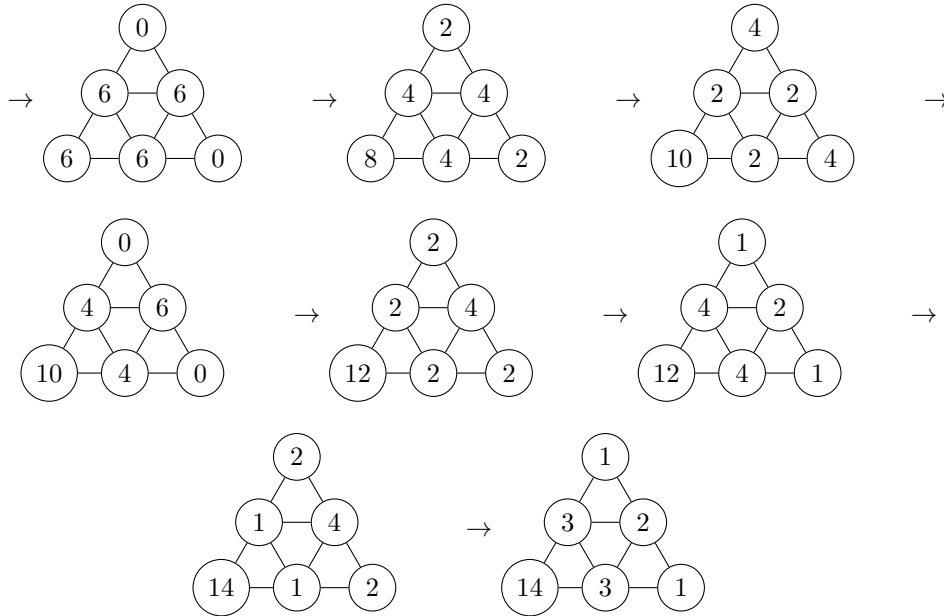 0 2 4
→ 6 6 → 4 4 → 2 2 →
6 6 0 8 4 2 10 2 4
0 2 1
4 6 → 2 4 → 4 2 →
10 4 0 12 2 2 12 4 1
2 1
1 4 → 3 2
14 1 2 14 3 1